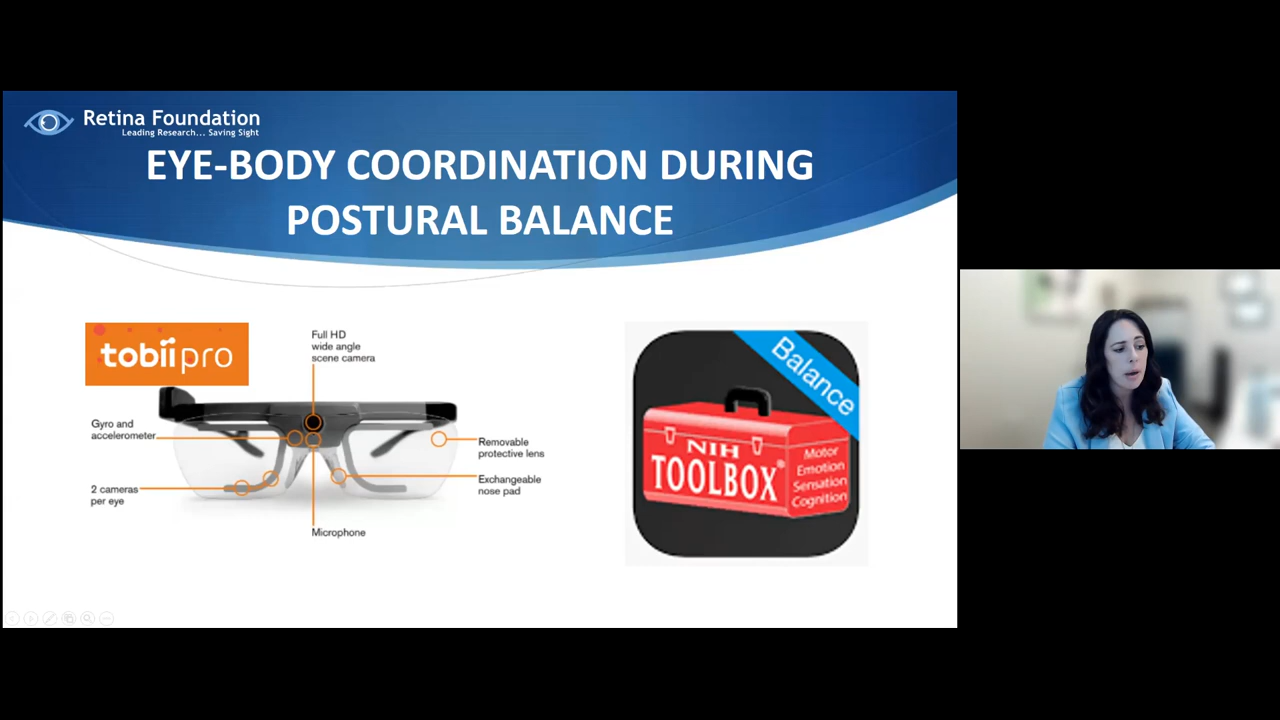 Retina Foundation
Leading Research... Saving Sight
EYE-BODY COORDINATION DURING
POSTURAL BALANCE
tobii pro
Full HD
wide angle
scene camera
Gyro and
accelerometer
2 cameras
per eye
Removable
protective lens
Exchangeable
nose pad
Microphone
Balance
NIH
TOOLBOX®
Motor
Emotion
Sensation
Cognition